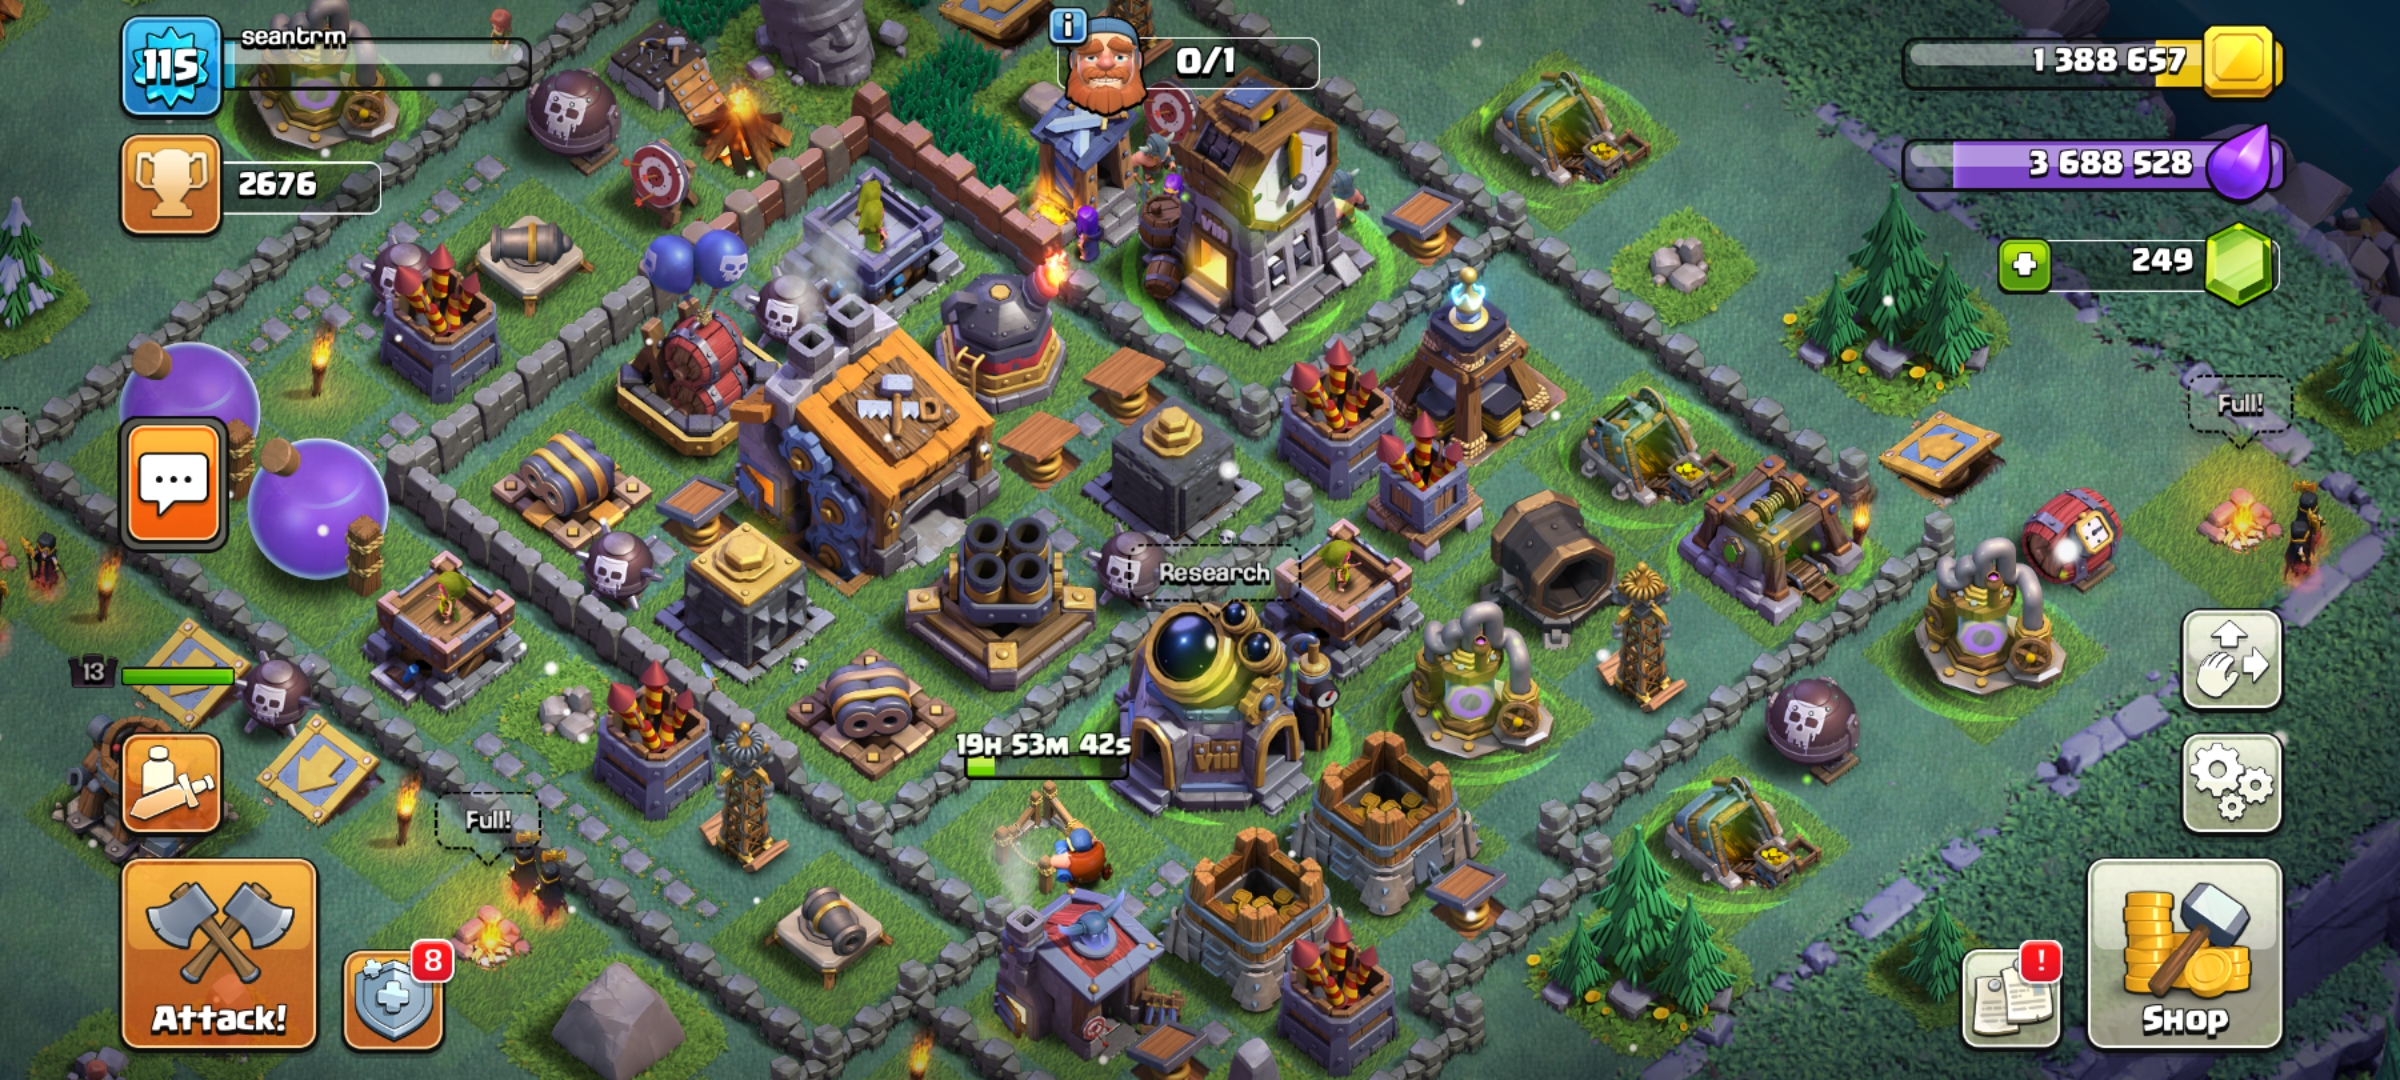 115
seantrm
i
0/1
1 388 657
2676
3 688 528
249
Full!
Research
13
19H 53M 42S
VIII
Full!
8
!
Attack!
Shop